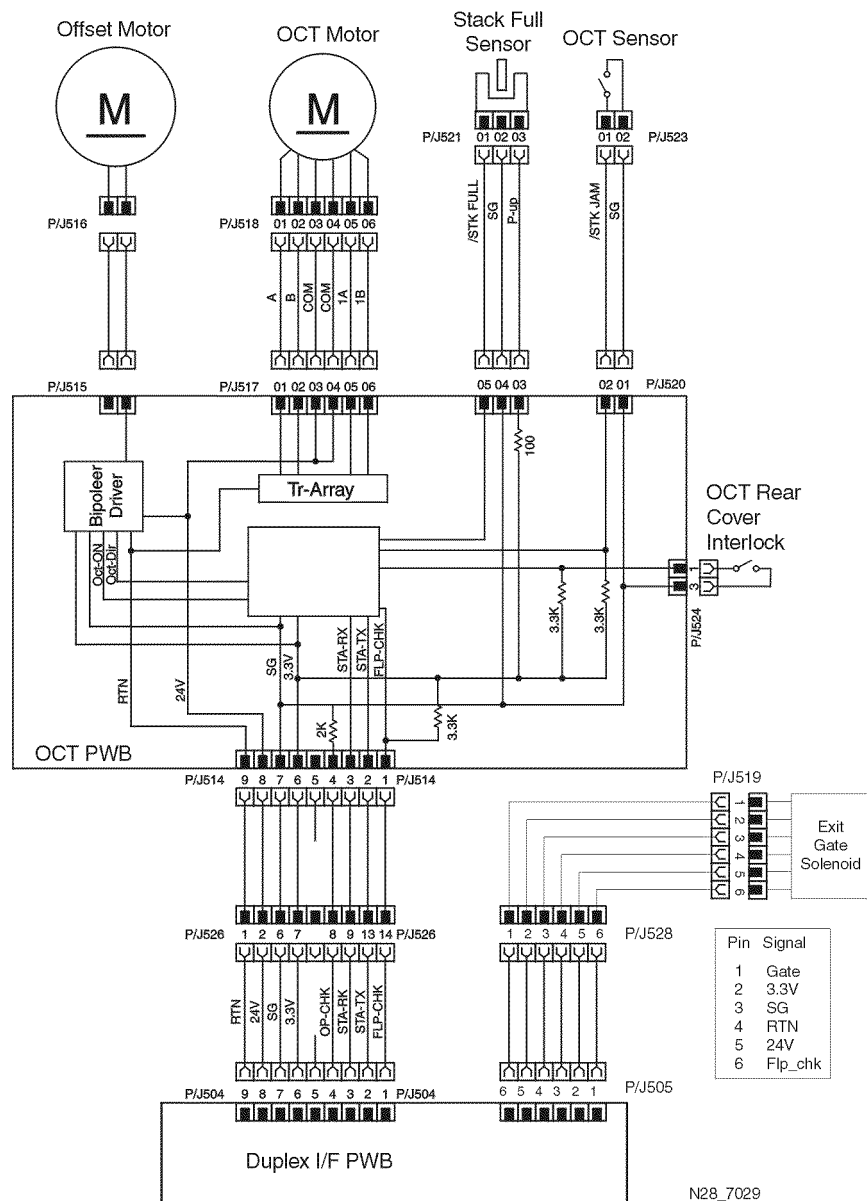 Offset Motor
OCT Motor
Stack Full
Sensor
OCT Sensor
M
M
P/J516
P/J518
01 02 03 04 05 06
P/J521
01 02 03
01 02
P/J523
A
B
COM
COM
1A
1B
/STK FULL
SG
P-up
/STK JAM
SG
P/J515
P/J517
01 02 03 04 05 06
05 04 03
02 01
P/J520
100
Bipoleer
Driver
Tr-Array
Oct-ON
Oct-Dir
OCT Rear
Cover
Interlock
1
3
P/J524
3.3K
3.3K
RTN
24V
SG
3.3V
STA-RX
STA-TX
FLP-CHK
2K
3.3K
OCT PWB
P/J514
9 8 7 6 5 4 3 2 1
P/J514
P/J519
1
2
3
4
5
6
Exit
Gate
Solenoid
P/J526
1 2 6 7 8 9 13 14
P/J526
1 2 3 4 5 6
P/J528
RTN
24V
SG
3.3V
OP-CHK
STA-RK
STA-TX
FLP-CHK
Pin Signal
1 Gate
2 3.3V
3 SG
4 RTN
5 24V
6 Flp_chk
P/J504
9 8 7 6 5 4 3 2 1
P/J504
6 5 4 3 2 1
P/J505
Duplex I/F PWB
N28_7029